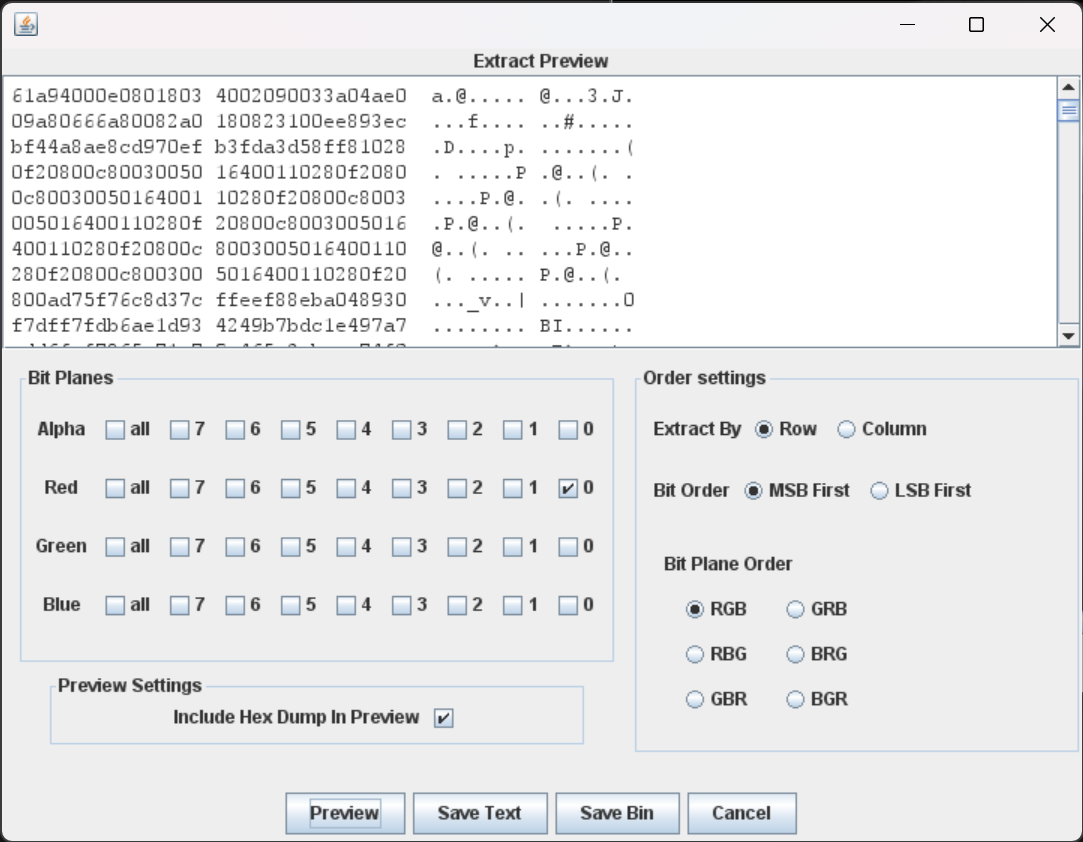 Extract Preview
61a94000e0801803 4002090033a04ae0 a.@..... @...3.J.
09a80666a80082a0 180823100ee893ec ...f.... ..#.....
bf44a8ae8cd970ef b3fda3d58ff81028 .D....p. .......(
0f20800c80030050 16400110280f2080 . .....P .@..(. .
0c80030050164001 10280f20800c8003 ....P.@. .(. ....
005016400110280f 20800c8003005016 .P.@..(. .....P.
400110280f20800c 8003005016400110 @..(. .. ...P.@..
280f20800c800300 5016400110280f20 (. ..... P.@..(.
800ad75f76c8d37c ffeef88eba048930 ..._v..| .......0
f7dff7fdb6ae1d93 4249b7bdc1e497a7 ........ BI......
Bit Planes
Alpha all 7 6 5 4 3 2 1 0
Red all 7 6 5 4 3 2 1 0
Green all 7 6 5 4 3 2 1 0
Blue all 7 6 5 4 3 2 1 0
Preview Settings
Include Hex Dump In Preview
Order settings
Extract By Row Column
Bit Order MSB First LSB First
Bit Plane Order
RGB GRB
RBG BRG
GBR BGR
Preview Save Text Save Bin Cancel